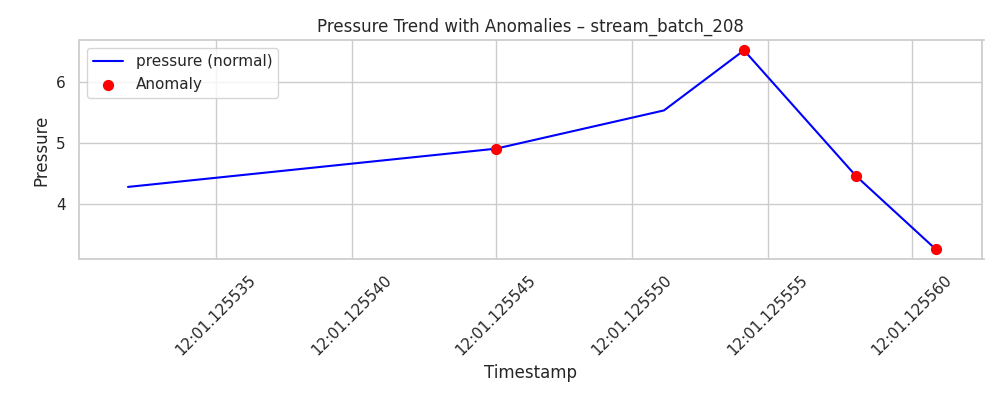 Pressure Trend with Anomalies – stream_batch_208
pressure (normal)
Anomaly
Pressure
6
5
4
12:01.125535
12:01.125540
12:01.125545
12:01.125550
12:01.125555
12:01.125560
Timestamp